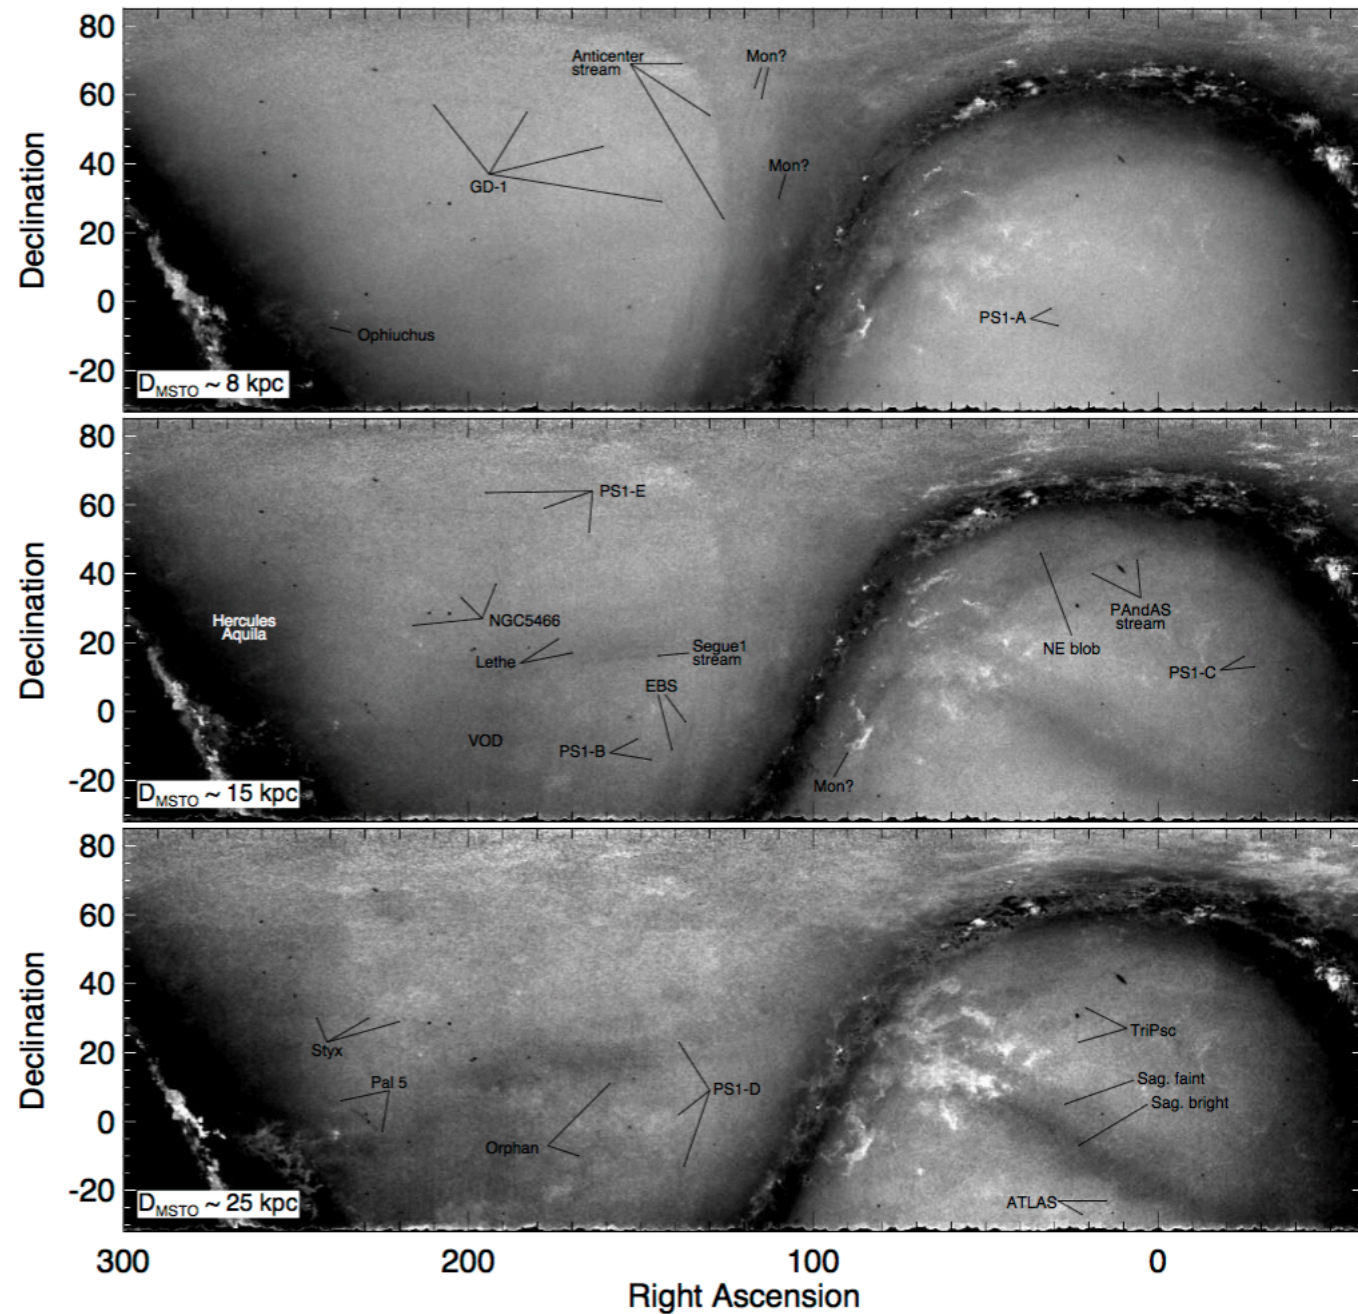 80
60
40
20
0
-20
Declination
Anticenter
stream
Mon?
Mon?
GD-1
PS1-A
Ophiuchus
D_MSTO ~ 8 kpc
80
60
40
20
0
-20
Declination
PS1-E
Hercules
Aquila
NGC5466
Lethe
Segue1
stream
EBS
VOD
PS1-B
Mon?
NE blob
PAndAS
stream
PS1-C
D_MSTO ~ 15 kpc
80
60
40
20
0
-20
Declination
Styx
Pal 5
Orphan
PS1-D
TriPsc
Sag. faint
Sag. bright
ATLAS
D_MSTO ~ 25 kpc
300
200
100
0
Right Ascension